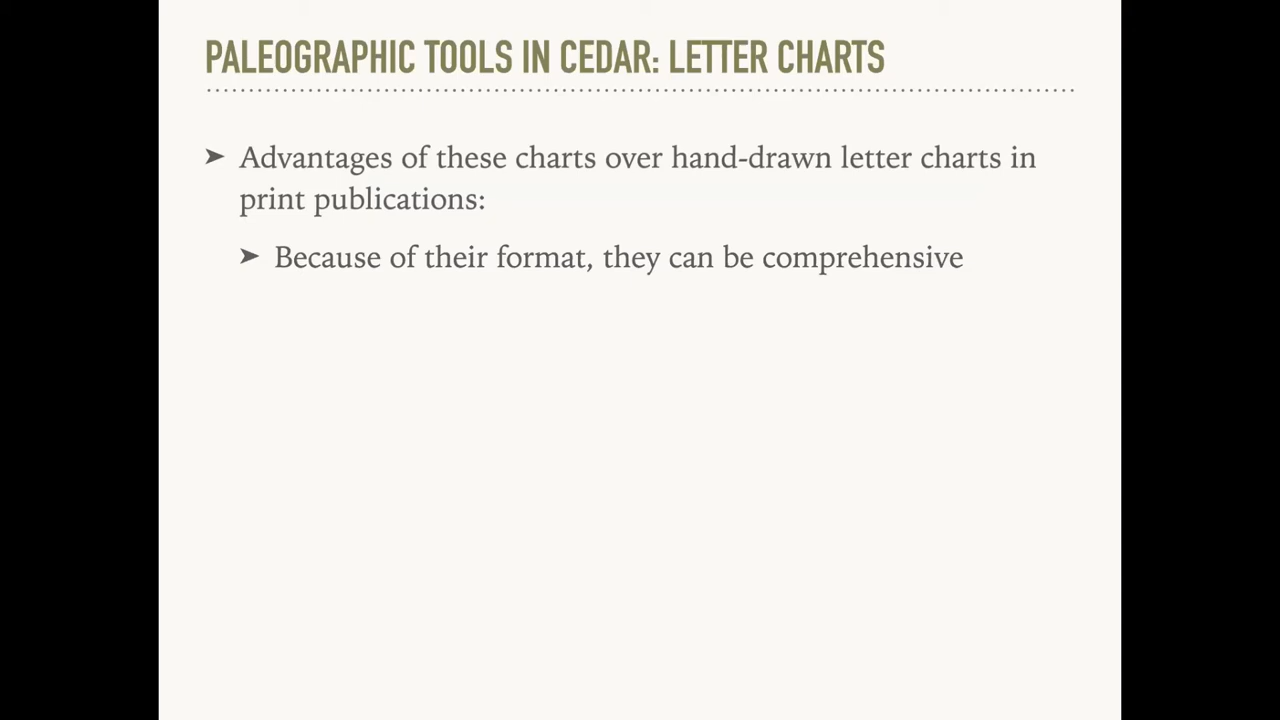 PALEOGRAPHIC TOOLS IN CEDAR: LETTER CHARTS
➤ Advantages of these charts over hand-drawn letter charts in
print publications:
➤ Because of their format, they can be comprehensive